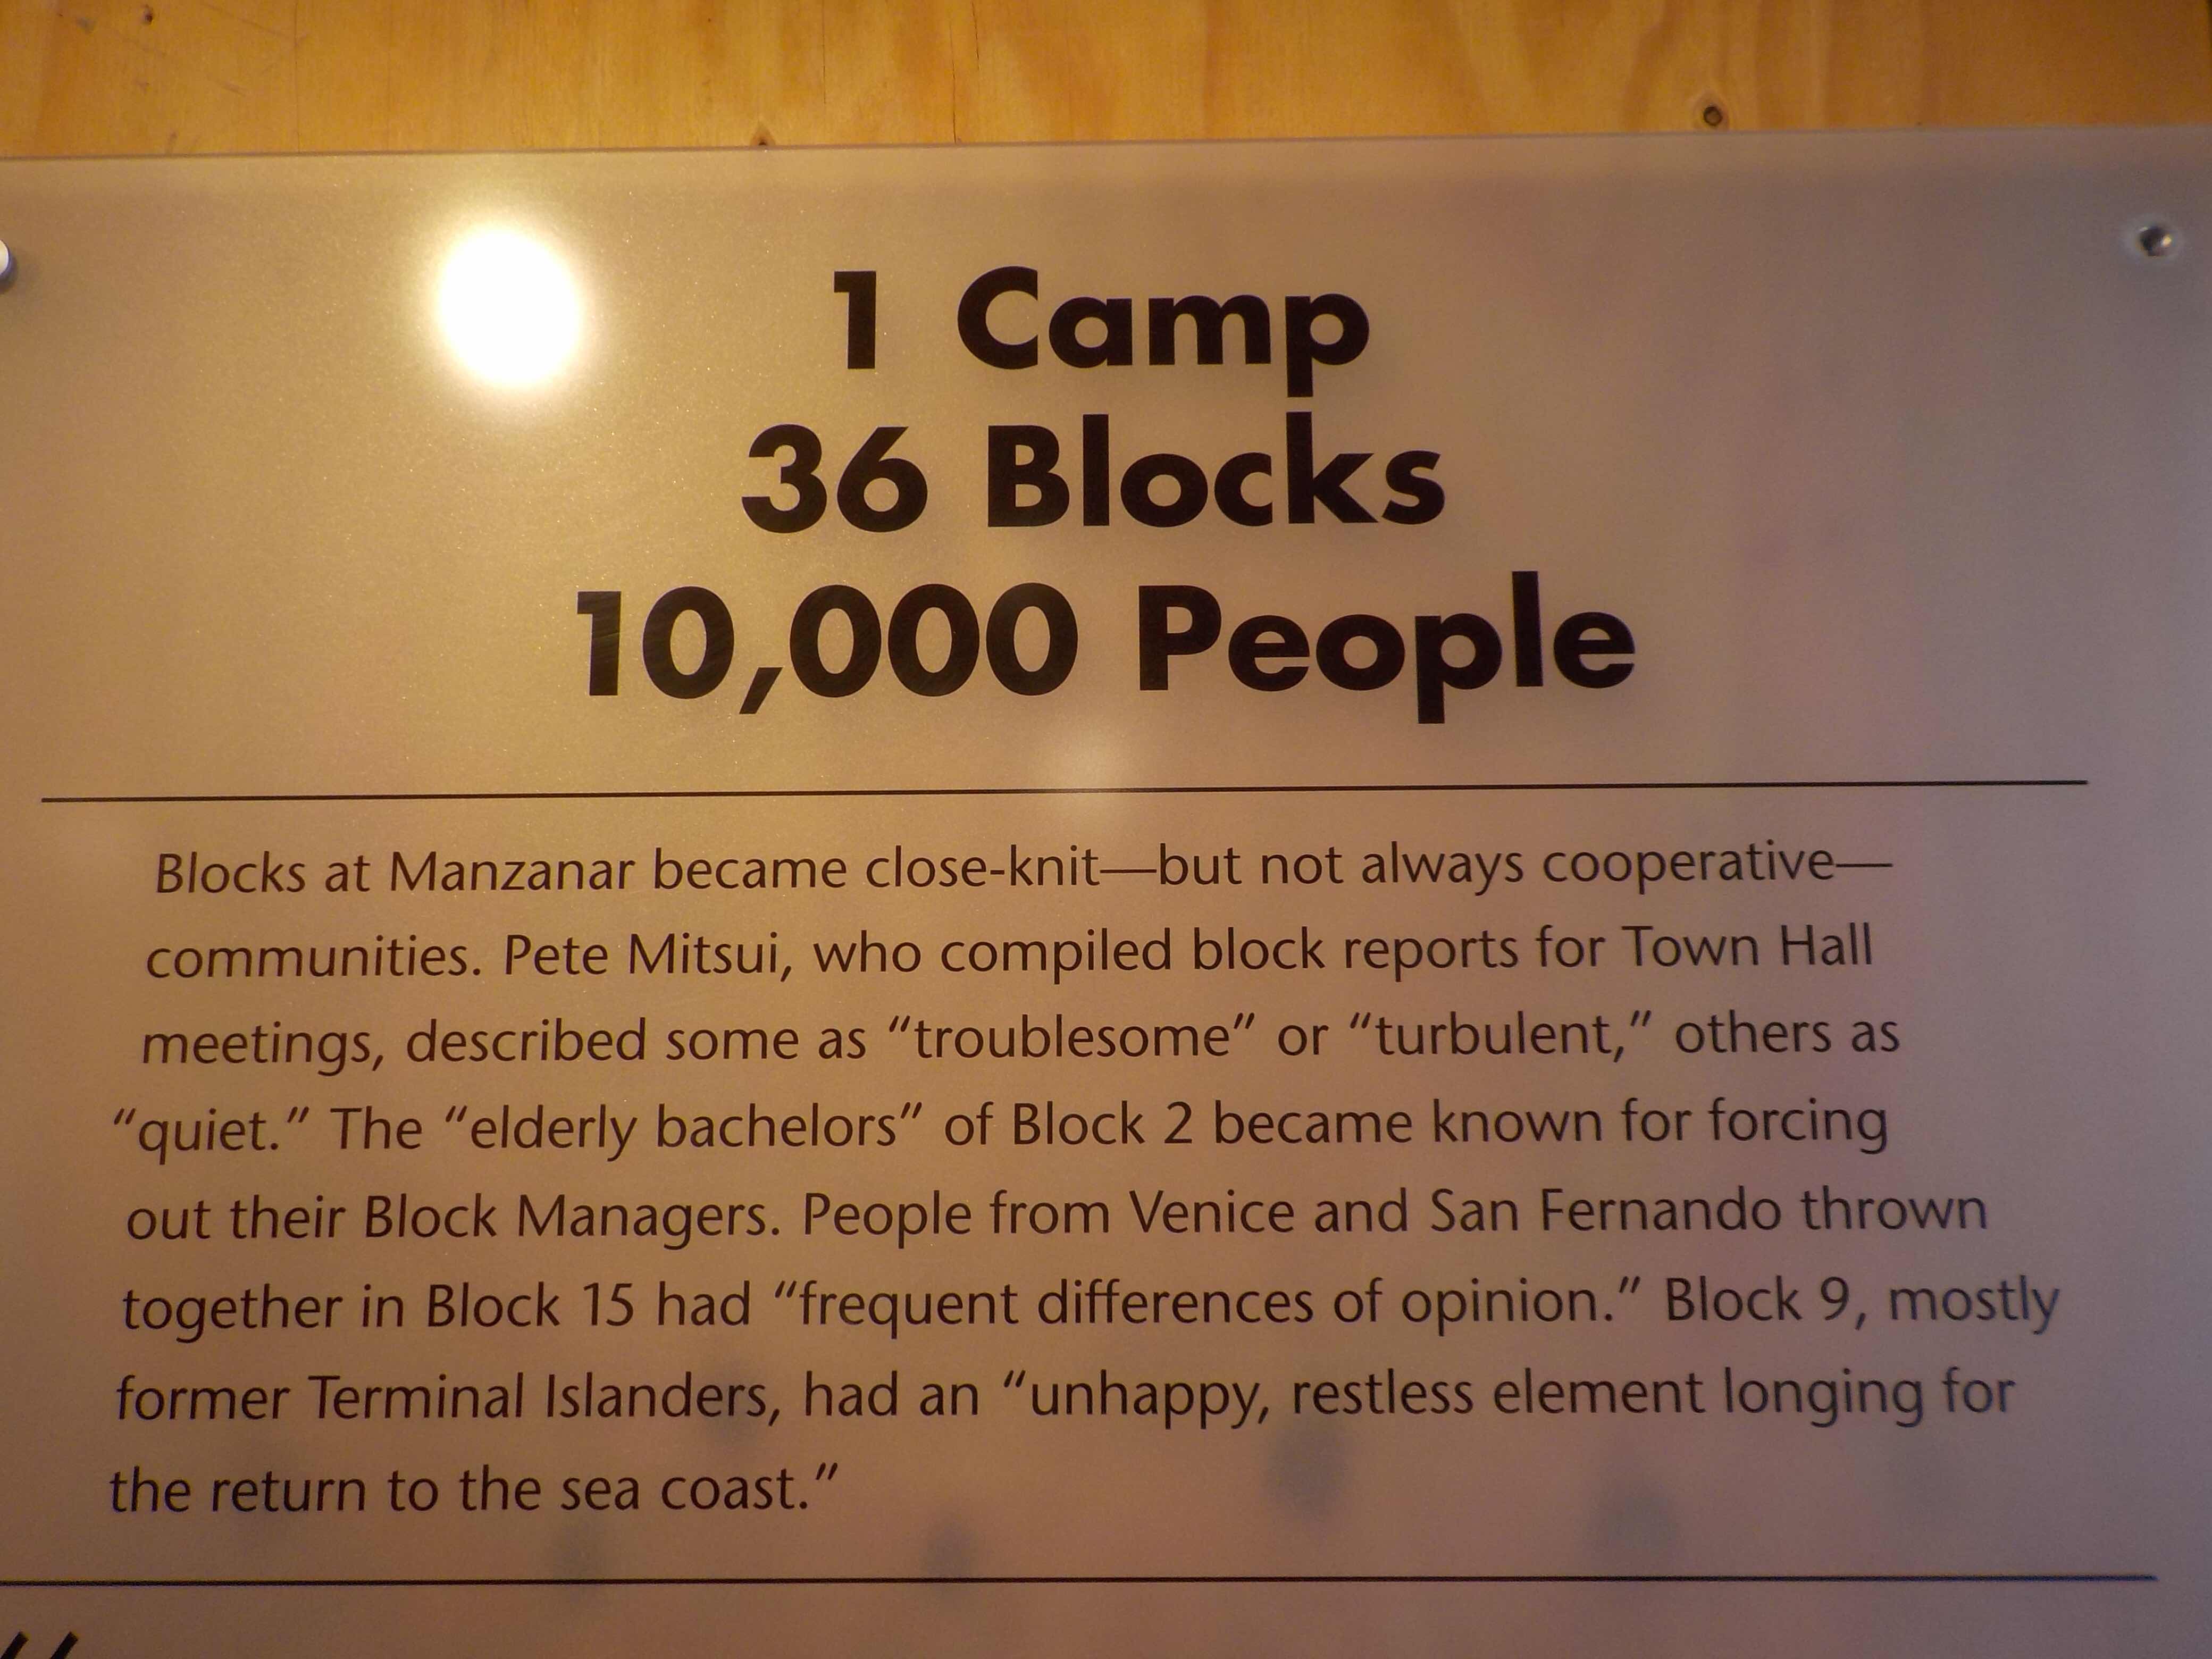 1 Camp
36 Blocks
10,000 People
Blocks at Manzanar became close-knit—but not always cooperative—
communities. Pete Mitsui, who compiled block reports for Town Hall
meetings, described some as “troublesome” or “turbulent,” others as
“quiet.” The “elderly bachelors” of Block 2 became known for forcing
out their Block Managers. People from Venice and San Fernando thrown
together in Block 15 had “frequent differences of opinion.” Block 9, mostly
former Terminal Islanders, had an “unhappy, restless element longing for
the return to the sea coast.”
“